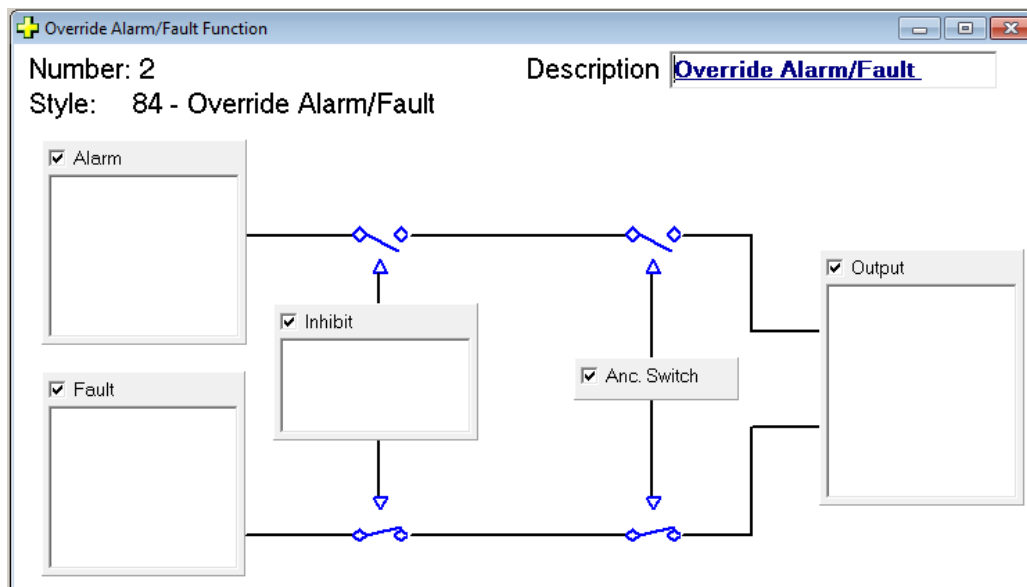 Override Alarm/Fault Function
Number: 2
Description Override Alarm/Fault
Style: 84 - Override Alarm/Fault
Alarm
Output
Inhibit
Anc. Switch
Fault